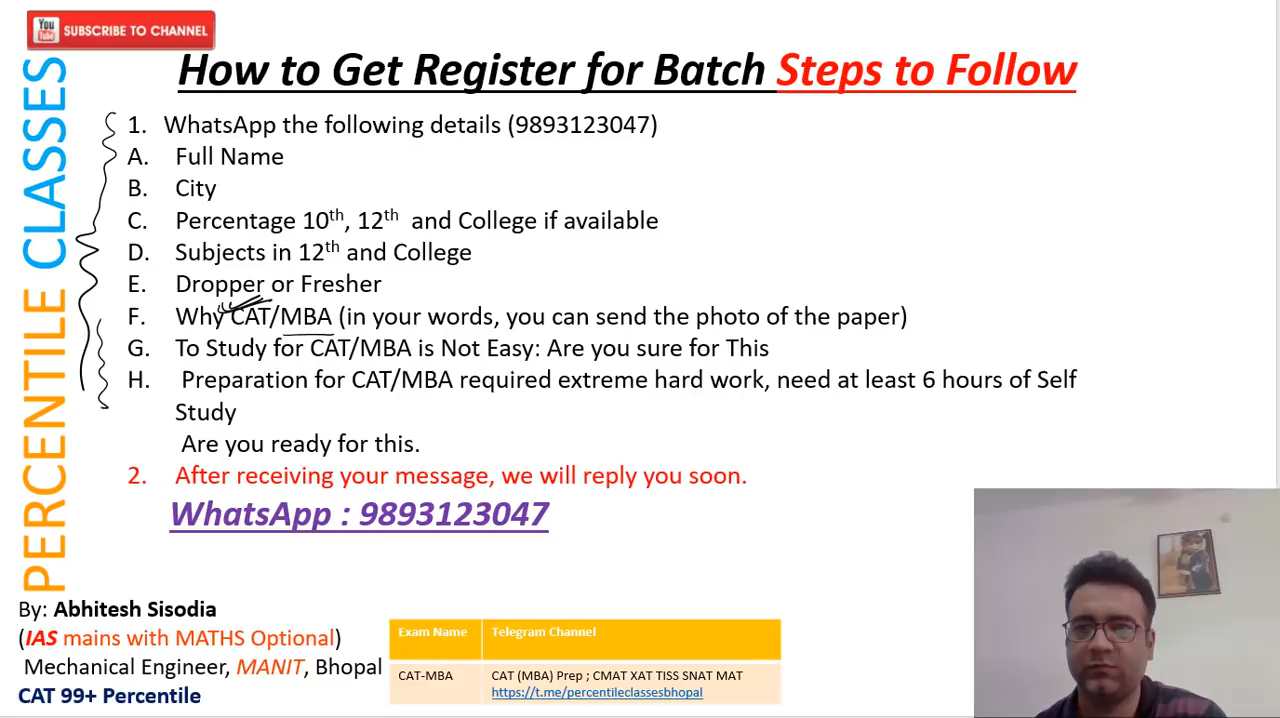 You Tube SUBSCRIBE TO CHANNEL
PERCENTILE CLASSES
How to Get Register for Batch Steps to Follow
1. WhatsApp the following details (9893123047)
A. Full Name
B. City
C. Percentage 10th, 12th and College if available
D. Subjects in 12th and College
E. Dropper or Fresher
F. Why CAT/MBA (in your words, you can send the photo of the paper)
G. To Study for CAT/MBA is Not Easy: Are you sure for This
H. Preparation for CAT/MBA required extreme hard work, need at least 6 hours of Self
Study
Are you ready for this.
2. After receiving your message, we will reply you soon.
WhatsApp : 9893123047
By: Abhitesh Sisodia
(IAS mains with MATHS Optional)
Mechanical Engineer, MANIT, Bhopal
CAT 99+ Percentile
Exam Name Telegram Channel
CAT-MBA CAT (MBA) Prep ; CMAT XAT TISS SNAT MAT
https://t.me/percentileclassesbhopal